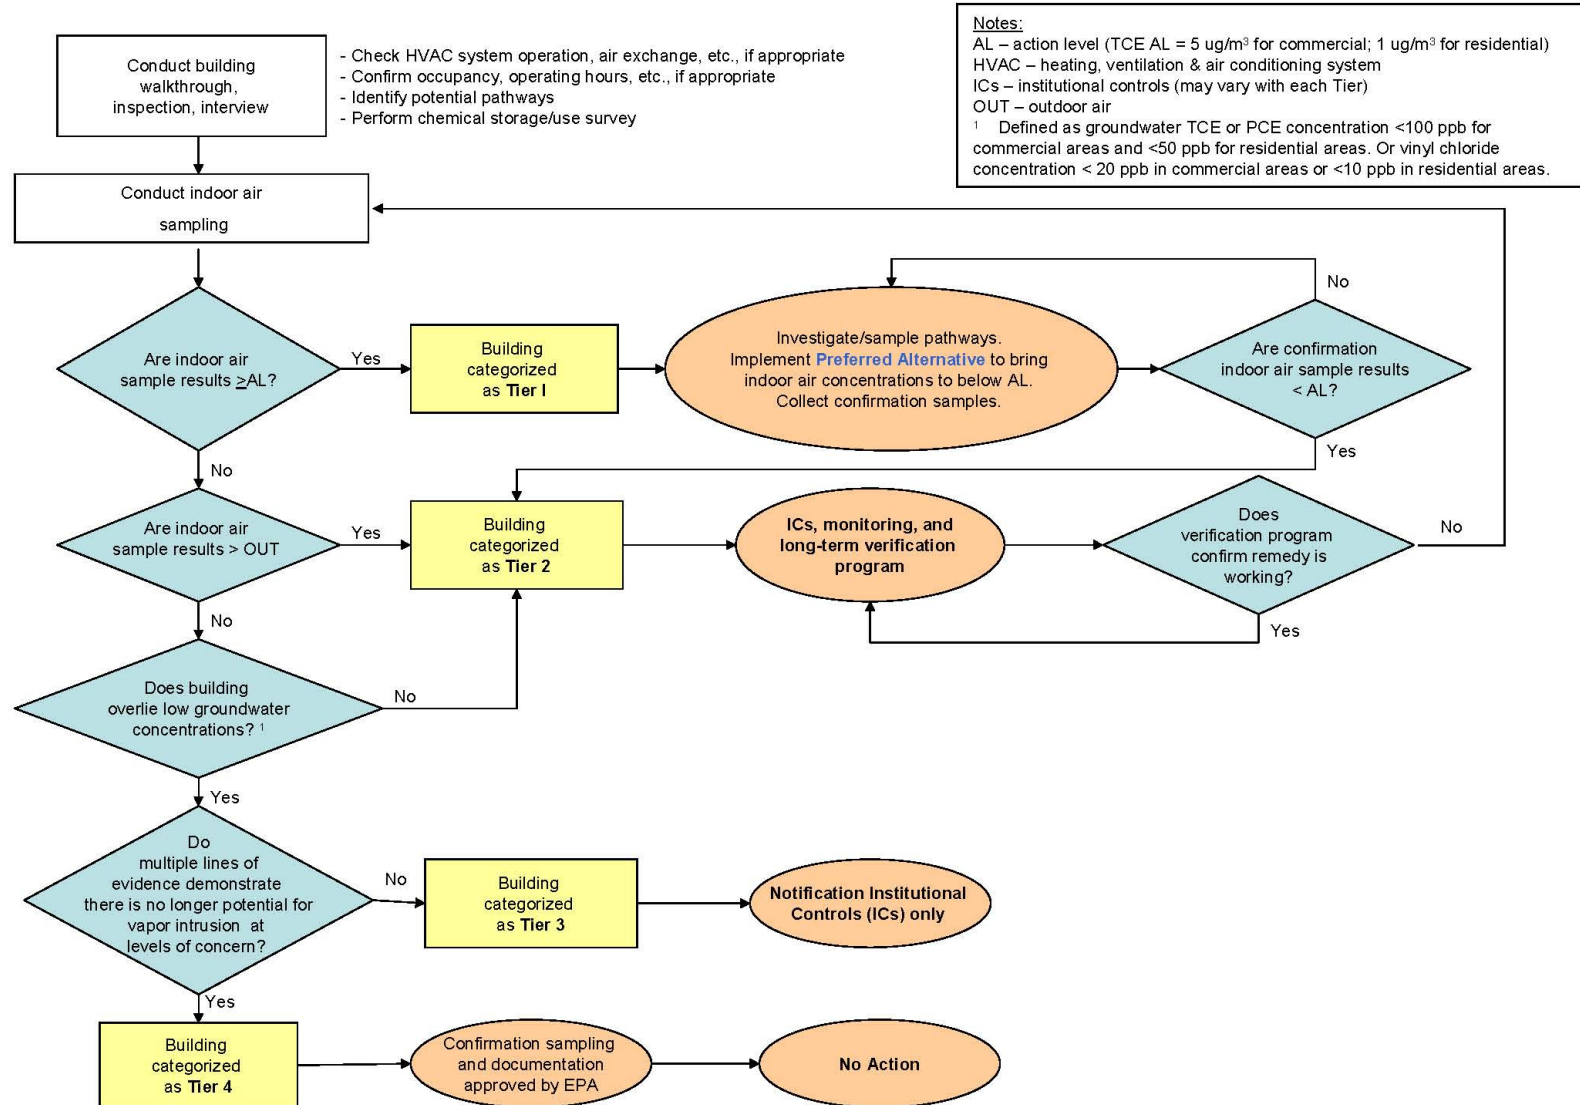 Conduct building
walkthrough,
inspection, interview
- Check HVAC system operation, air exchange, etc., if appropriate
- Confirm occupancy, operating hours, etc., if appropriate
- Identify potential pathways
- Perform chemical storage/use survey
Notes:
AL – action level (TCE AL = 5 ug/m³ for commercial; 1 ug/m³ for residential)
HVAC – heating, ventilation & air conditioning system
ICs – institutional controls (may vary with each Tier)
OUT – outdoor air
¹ Defined as groundwater TCE or PCE concentration <100 ppb for
commercial areas and <50 ppb for residential areas. Or vinyl chloride
concentration < 20 ppb in commercial areas or <10 ppb in residential areas.
Conduct indoor air
sampling
Are indoor air
sample results ≥AL?
Yes
No
Building
categorized
as Tier I
Investigate/sample pathways.
Implement Preferred Alternative to bring
indoor air concentrations to below AL.
Collect confirmation samples.
Are confirmation
indoor air sample results
< AL?
No
Yes
Are indoor air
sample results > OUT
Yes
No
Building
categorized
as Tier 2
ICs, monitoring, and
long-term verification
program
Does
verification program
confirm remedy is
working?
No
Yes
Does building
overlie low groundwater
concentrations? ¹
No
Yes
Do
multiple lines of
evidence demonstrate
there is no longer potential for
vapor intrusion at
levels of concern?
No
Yes
Building
categorized
as Tier 3
Notification Institutional
Controls (ICs) only
Building
categorized
as Tier 4
Confirmation sampling
and documentation
approved by EPA
No Action